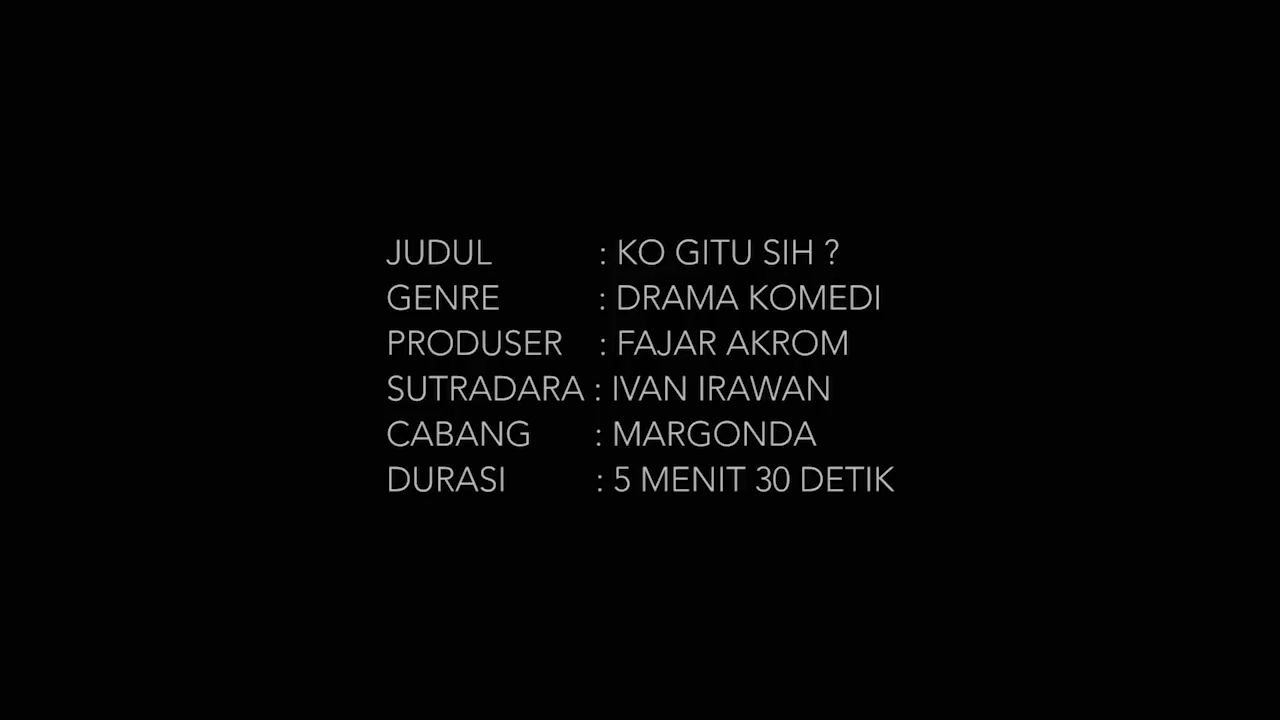 JUDUL : KO GITU SIH ?
GENRE : DRAMA KOMEDI
PRODUSER : FAJAR AKROM
SUTRADARA : IVAN IRAWAN
CABANG : MARGONDA
DURASI : 5 MENIT 30 DETIK